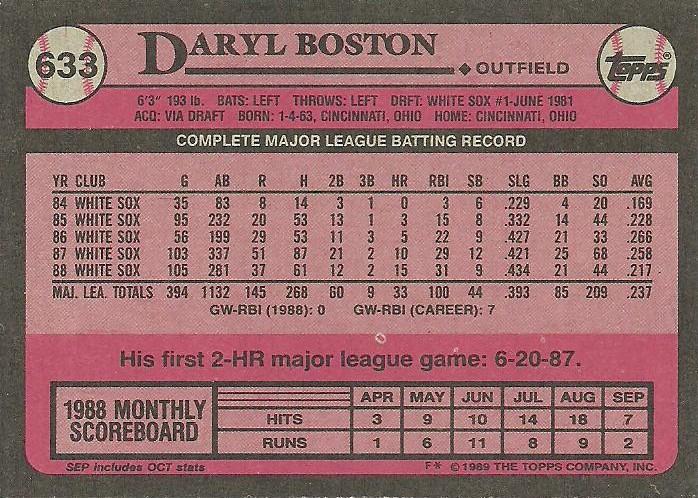 633
DARYL BOSTON
◆ OUTFIELD
TOPPS®
6'3" 193 lb. BATS: LEFT THROWS: LEFT DRFT: WHITE SOX #1-JUNE 1981
ACQ: VIA DRAFT BORN: 1-4-63, CINCINNATI, OHIO HOME: CINCINNATI, OHIO
COMPLETE MAJOR LEAGUE BATTING RECORD
YR CLUB G AB R H 2B 3B HR RBI SB SLG BB SO AVG
84 WHITE SOX 35 83 8 14 3 1 0 3 6 .229 4 20 .169
85 WHITE SOX 95 232 20 53 13 1 3 15 8 .332 14 44 .228
86 WHITE SOX 56 199 29 53 11 3 5 22 9 .427 21 33 .266
87 WHITE SOX 103 337 51 87 21 2 10 29 12 .421 25 68 .258
88 WHITE SOX 105 281 37 61 12 2 15 31 9 .434 21 44 .217
MAJ. LEA. TOTALS 394 1132 145 268 60 9 33 100 44 .393 85 209 .237
GW-RBI (1988): 0 GW-RBI (CAREER): 7
His first 2-HR major league game: 6-20-87.
1988 MONTHLY SCOREBOARD
APR MAY JUN JUL AUG SEP
HITS 3 9 10 14 18 7
RUNS 1 6 11 8 9 2
SEP includes OCT stats
F* © 1989 THE TOPPS COMPANY, INC.